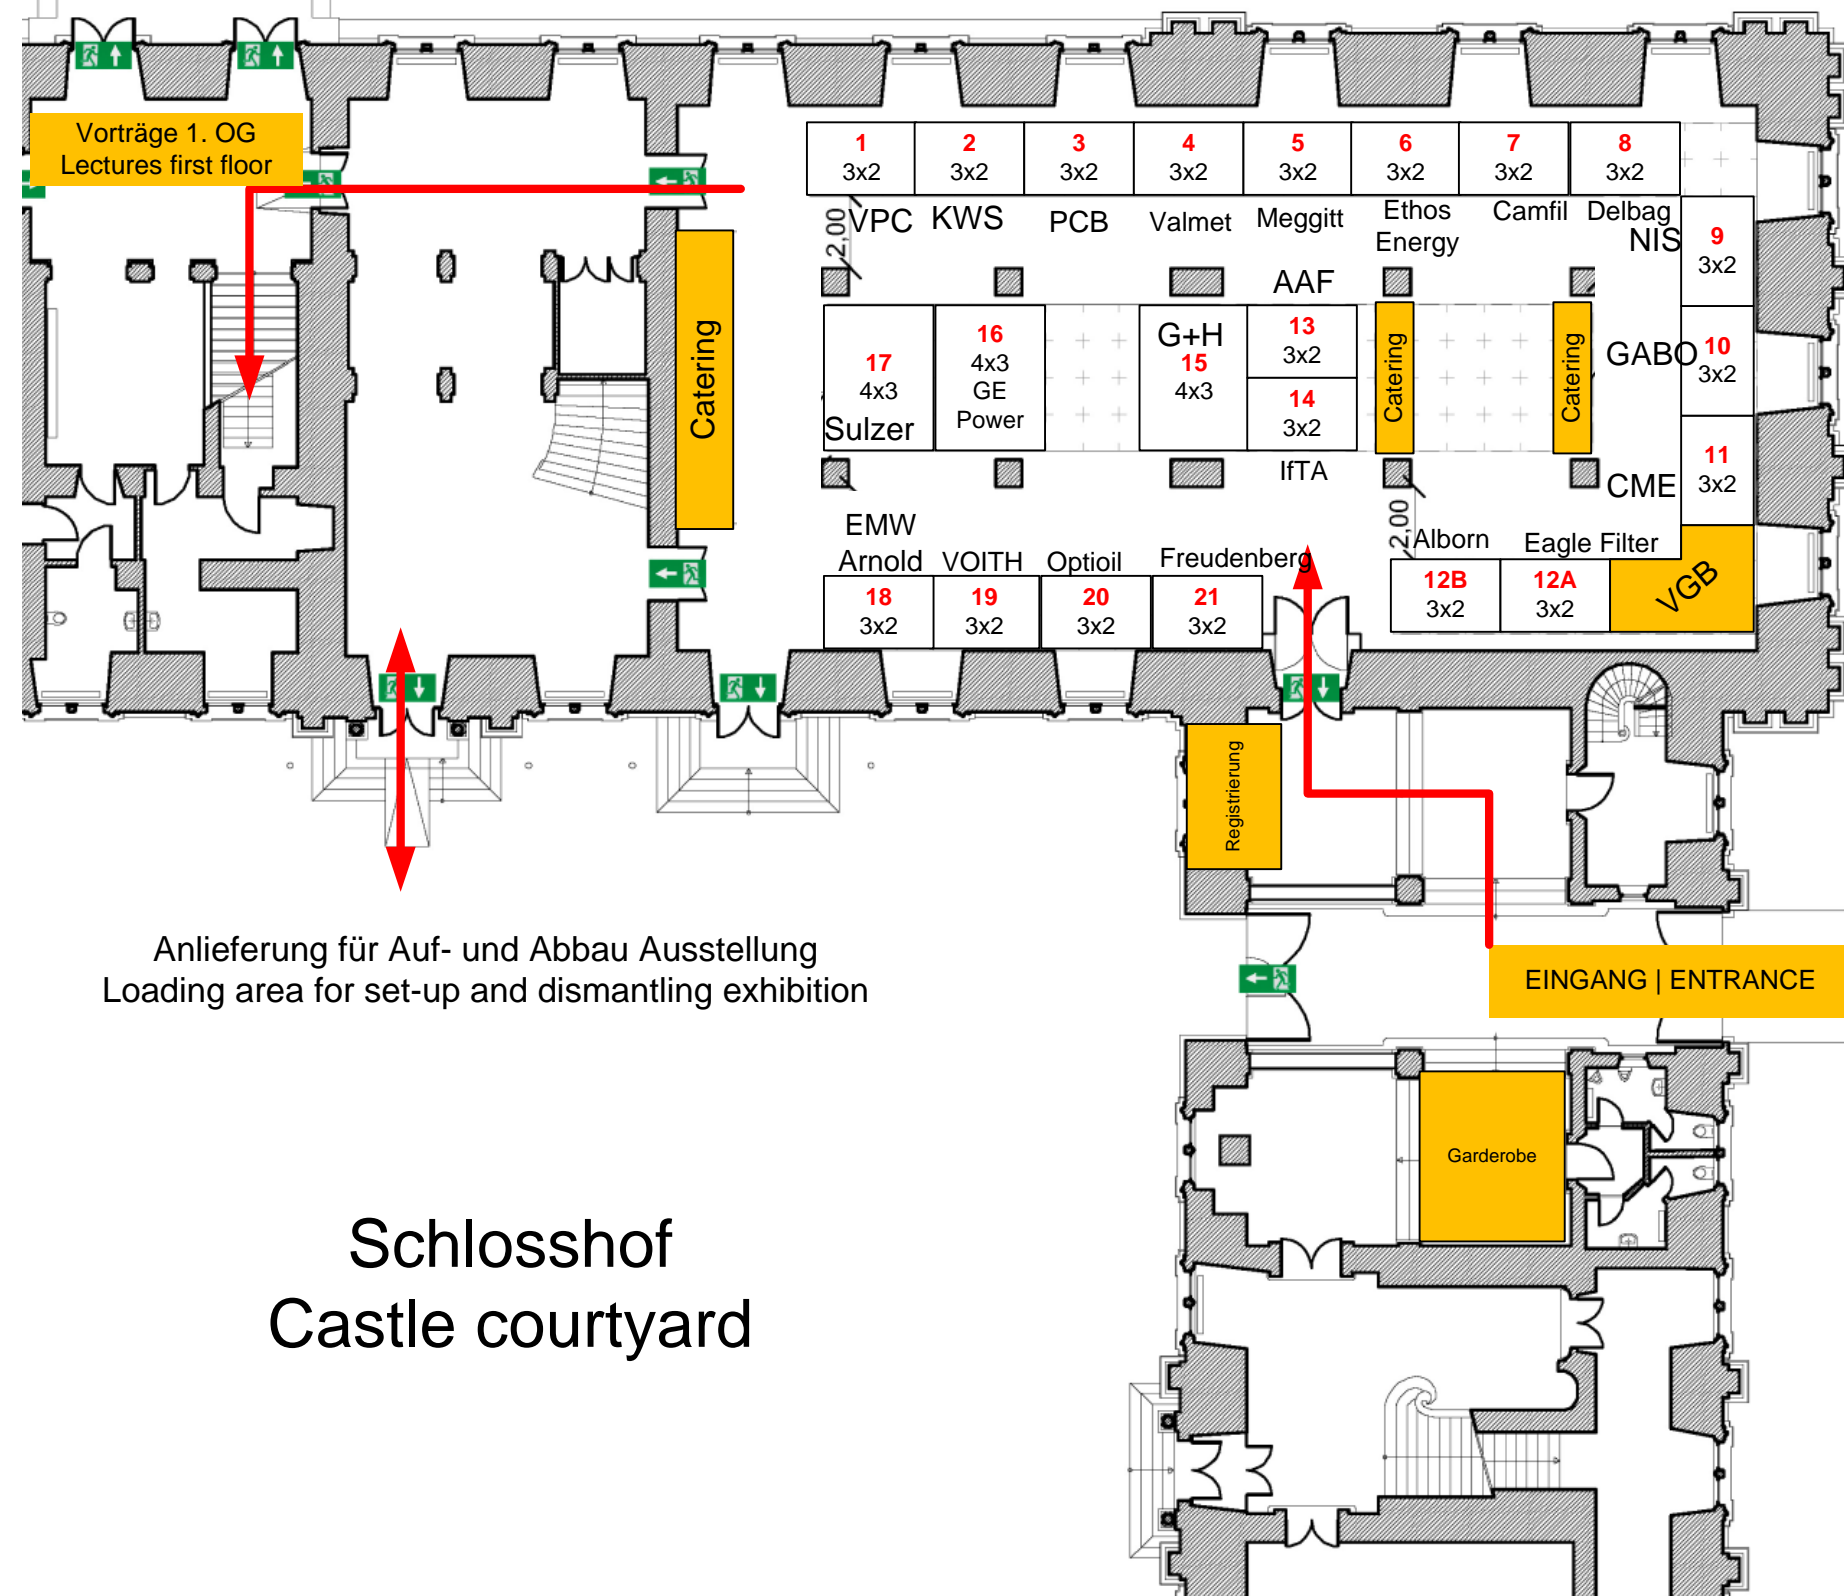 Vorträge 1. OG
Lectures first floor
1
3x2
2
3x2
3
3x2
4
3x2
5
3x2
6
3x2
7
3x2
8
3x2
VPC
KWS
PCB
Valmet
Meggitt
Ethos
Energy
Camfil
Delbag
NIS
9
3x2
2,00
AAF
Catering
17
4x3
Sulzer
16
4x3
GE
Power
G+H
15
4x3
13
3x2
14
3x2
IfTA
Catering
Catering
GABO
10
3x2
CME
11
3x2
EMW
Arnold
VOITH
Optioil
Freudenberg
2,00
Alborn
Eagle Filter
18
3x2
19
3x2
20
3x2
21
3x2
12B
3x2
12A
3x2
VGB
Registrierung
Anlieferung für Auf- und Abbau Ausstellung
Loading area for set-up and dismantling exhibition
EINGANG | ENTRANCE
Garderobe
Schlosshof
Castle courtyard